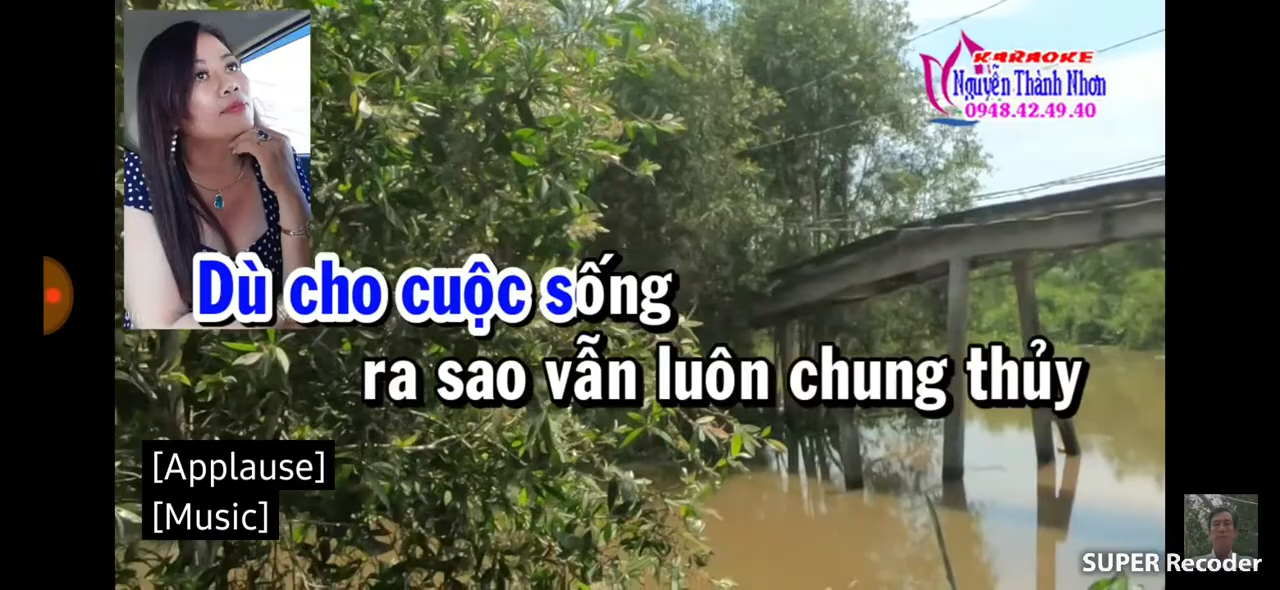 KARAOKE
Nguyễn Thành Nhơn
0948.42.49.40
Dù cho cuộc sống
ra sao vẫn luôn chung thủy
[Applause]
[Music]
SUPER Recoder